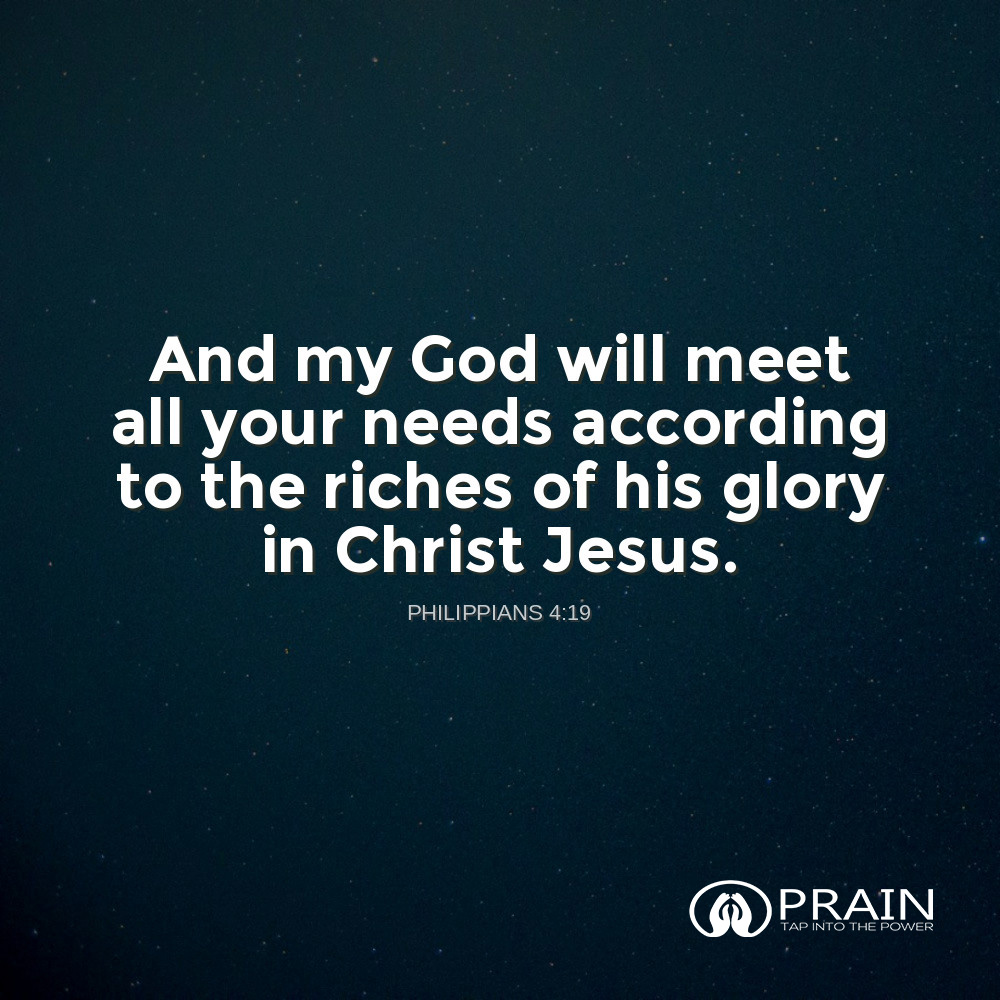 And my God will meet
all your needs according
to the riches of his glory
in Christ Jesus.
PHILIPPIANS 4:19
PRAIN
TAP INTO THE POWER